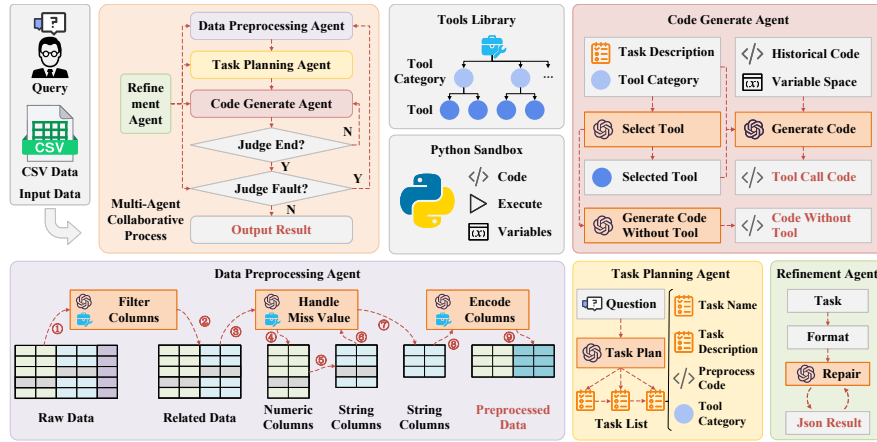 Query
CSV
CSV Data
Input Data
Data Preprocessing Agent
Task Planning Agent
Refine
ment
Agent
Code Generate Agent
N
Judge End?
Y
Y
Judge Fault?
N
Multi-Agent
Collaborative
Process
Output Result
Tools Library
Tool
Category
...
Tool
Python Sandbox
</> Code
Execute
(X) Variables
Code Generate Agent
Task Description
Tool Category
</> Historical Code
(X) Variable Space
Select Tool
Generate Code
Selected Tool
</> Tool Call Code
Generate Code
Without Tool
</> Code Without
Tool
Data Preprocessing Agent
Filter
Columns
Handle
Miss Value
Encode
Columns
①
②
③
④
⑤
⑥
⑦
⑧
⑨
Raw Data
Related Data
Numeric
Columns
String
Columns
String
Columns
Preprocessed
Data
Task Planning Agent
? Question
Task Plan
Task List
Task Name
Task
Description
</> Preprocess
Code
Tool
Category
Refinement Agent
Task
Format
Repair
Json Result